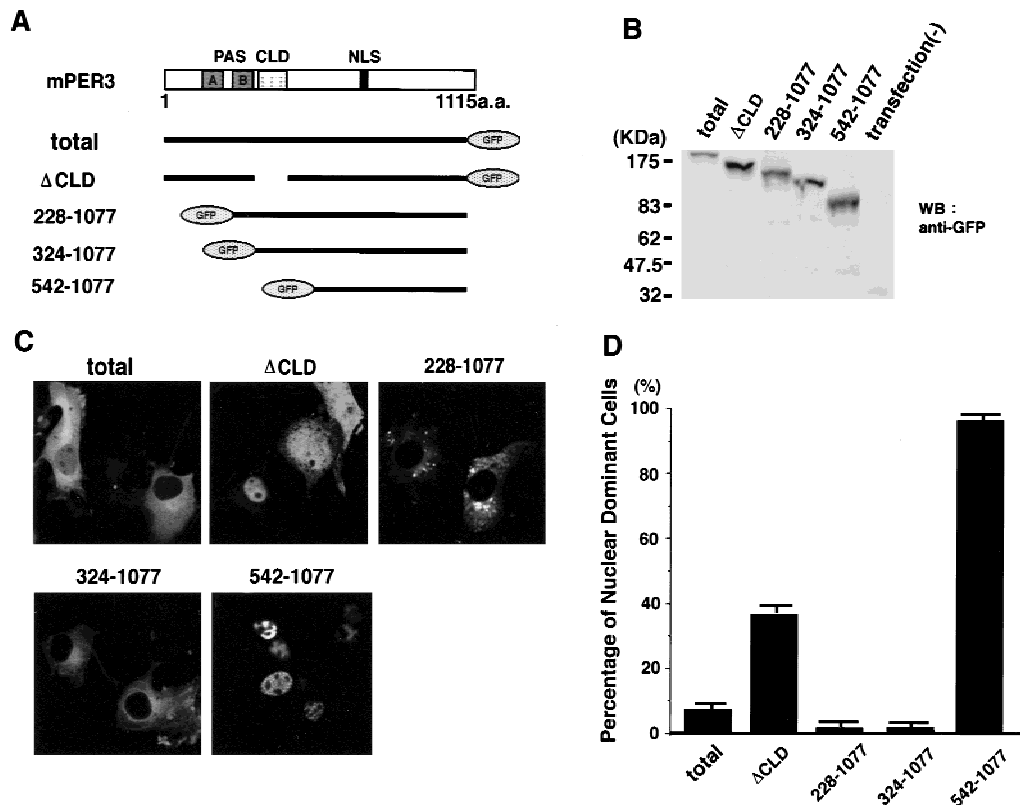 A
PAS CLD NLS
mPER3
A B
1 1115a.a.
total GFP
ΔCLD GFP
228-1077 GFP
324-1077 GFP
542-1077 GFP
B
total
ΔCLD
228-1077
324-1077
542-1077
transfection(-)
(KDa)
175
83
62
47.5
32
WB :
anti-GFP
C
total ΔCLD 228-1077
324-1077 542-1077
D
(%)
Percentage of Nuclear Dominant Cells
100
80
60
40
20
0
total
ΔCLD
228-1077
324-1077
542-1077